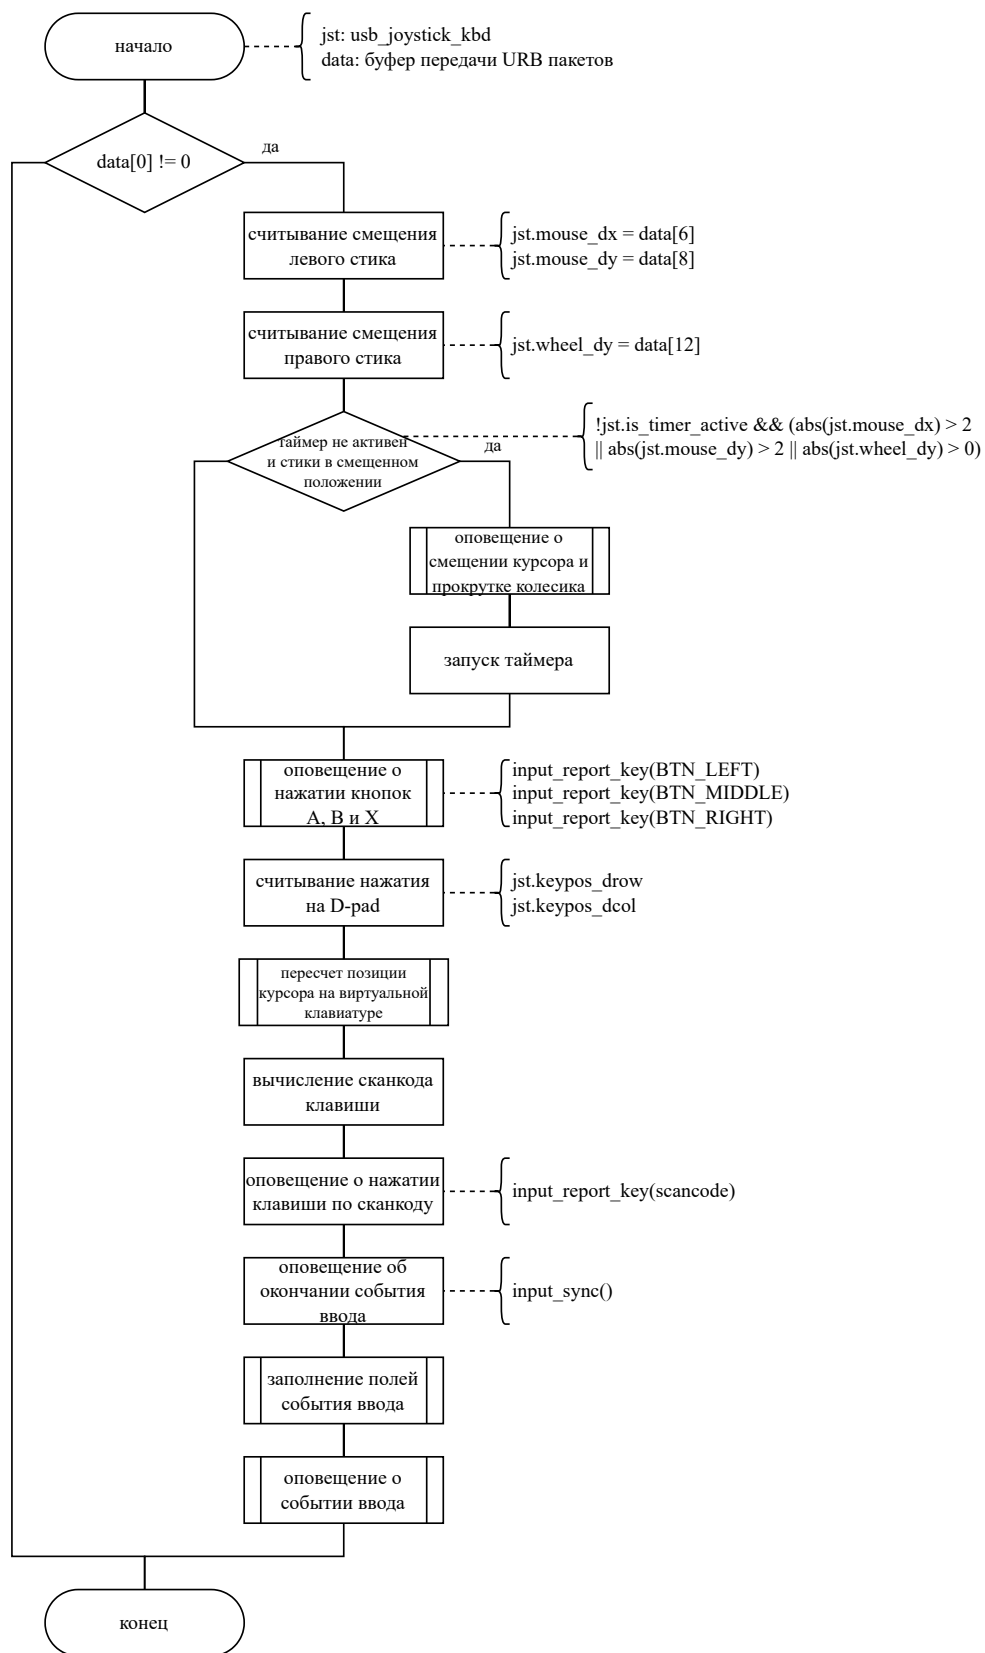 начало
jst: usb_joystick_kbd
data: буфер передачи URB пакетов
data[0] != 0
да
считывание смещения
левого стика
jst.mouse_dx = data[6]
jst.mouse_dy = data[8]
считывание смещения
правого стика
jst.wheel_dy = data[12]
таймер не активен
и стики в смещенном
положении
!jst.is_timer_active && (abs(jst.mouse_dx) > 2
|| abs(jst.mouse_dy) > 2 || abs(jst.wheel_dy) > 0)
да
оповещение о
смещении курсора и
прокрутке колесика
запуск таймера
оповещение о
нажатии кнопок
A, B и X
input_report_key(BTN_LEFT)
input_report_key(BTN_MIDDLE)
input_report_key(BTN_RIGHT)
считывание нажатия
на D-pad
jst.keypos_drow
jst.keypos_dcol
пересчет позиции
курсора на виртуальной
клавиатуре
вычисление сканкода
клавиши
оповещение о нажатии
клавиши по сканкоду
input_report_key(scancode)
оповещение об
окончании события
ввода
input_sync()
заполнение полей
события ввода
оповещение о
событии ввода
конец